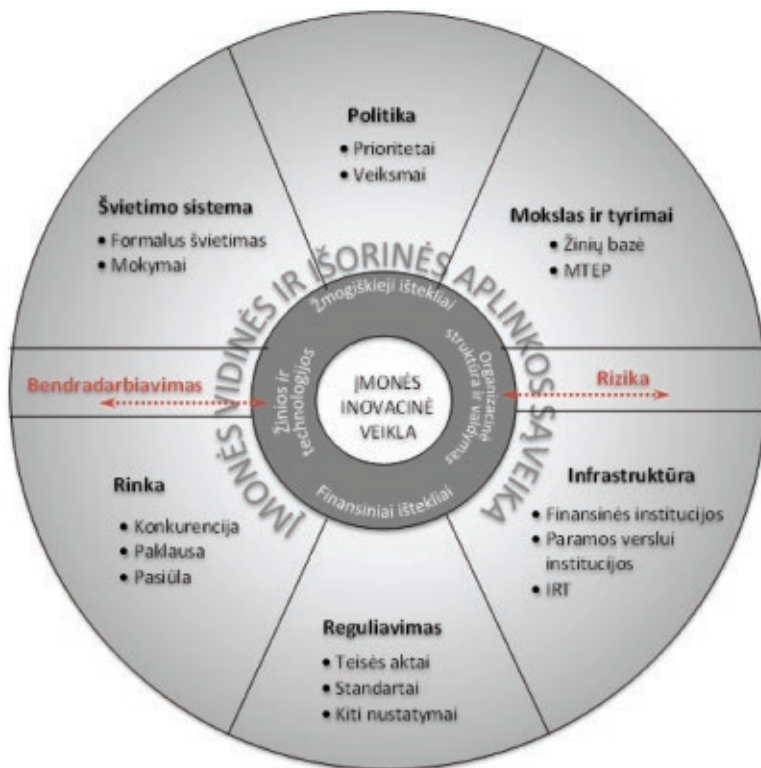 Politika
• Prioritetai
• Veiksmai
Švietimo sistema
• Formalus švietimas
• Mokymai
Mokslas ir tyrimai
• Žinių bazė
• MTEP
ĮMONĖS VIDINĖS IR IŠORINĖS APLINKOS SĄVEIKA
Žmogiškieji ištekliai
Bendradarbiavimas
Žinios ir
technologijos
ĮMONĖS
INOVACINĖ
VEIKLA
Organizacinė
struktūra ir valdymas
Rizika
Finansiniai ištekliai
Rinka
• Konkurencija
• Paklausa
• Pasiūla
Infrastruktūra
• Finansinės institucijos
• Paramos verslui
institucijos
• IRT
Reguliavimas
• Teisės aktai
• Standartai
• Kiti nustatymai